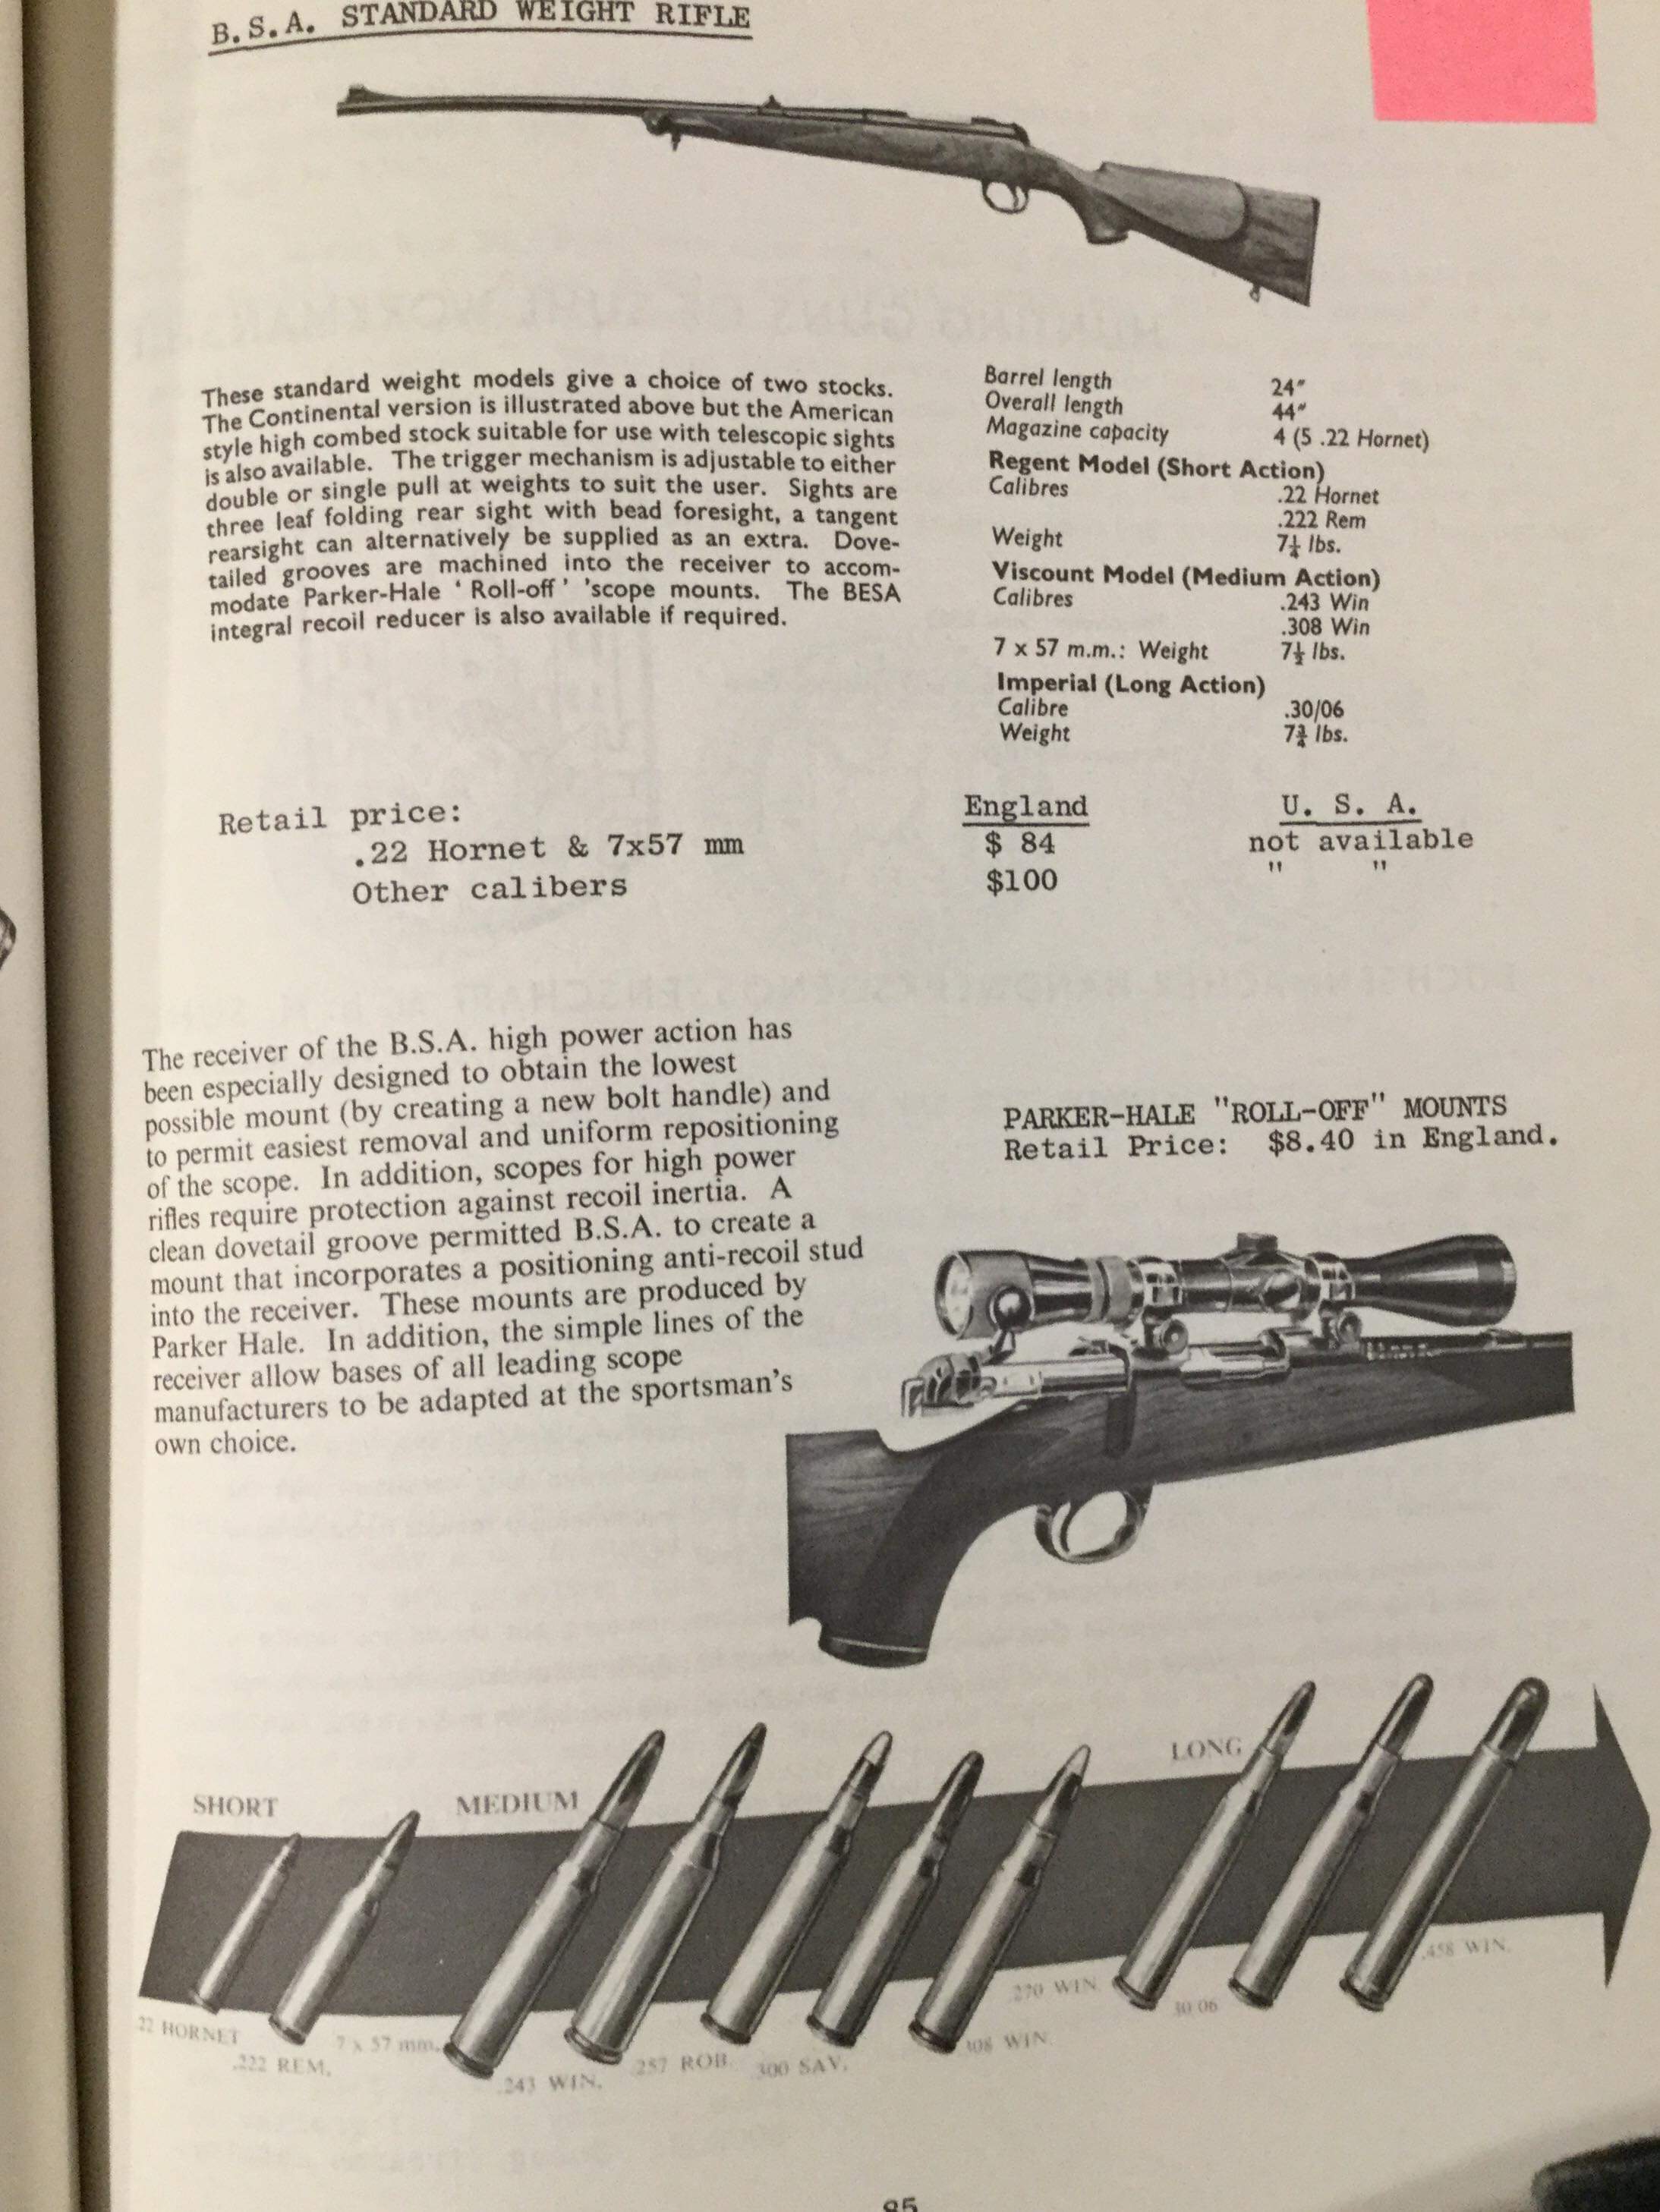 B.S.A. STANDARD WEIGHT RIFLE
These standard weight models give a choice of two stocks.
The Continental version is illustrated above but the American
style high combed stock suitable for use with telescopic sights
is also available. The trigger mechanism is adjustable to either
double or single pull at weights to suit the user. Sights are
three leaf folding rear sight with bead foresight, a tangent
rearsight can alternatively be supplied as an extra. Dove-
tailed grooves are machined into the receiver to accom-
modate Parker-Hale ‘ Roll-off ’ ’scope mounts. The BESA
integral recoil reducer is also available if required.
Barrel length 24″
Overall length 44″
Magazine capacity 4 (5 .22 Hornet)
Regent Model (Short Action)
Calibres .22 Hornet
.222 Rem
Weight 7¼ lbs.
Viscount Model (Medium Action)
Calibres .243 Win
.308 Win
7 x 57 m.m.: Weight 7½ lbs.
Imperial (Long Action)
Calibre .30/06
Weight 7¾ lbs.
Retail price: England U. S. A.
.22 Hornet & 7x57 mm $ 84 not available
Other calibers $100 " "
The receiver of the B.S.A. high power action has
been especially designed to obtain the lowest
possible mount (by creating a new bolt handle) and
to permit easiest removal and uniform repositioning
of the scope. In addition, scopes for high power
rifles require protection against recoil inertia. A
clean dovetail groove permitted B.S.A. to create a
mount that incorporates a positioning anti-recoil stud
into the receiver. These mounts are produced by
Parker Hale. In addition, the simple lines of the
receiver allow bases of all leading scope
manufacturers to be adapted at the sportsman's
own choice.
PARKER-HALE "ROLL-OFF" MOUNTS
Retail Price: $8.40 in England.
SHORT
MEDIUM
LONG
.22 HORNET
.222 REM.
7 x 57 mm.
.243 WIN.
.257 ROB.
.300 SAV.
.308 WIN.
.270 WIN.
30 06
.458 WIN.
85